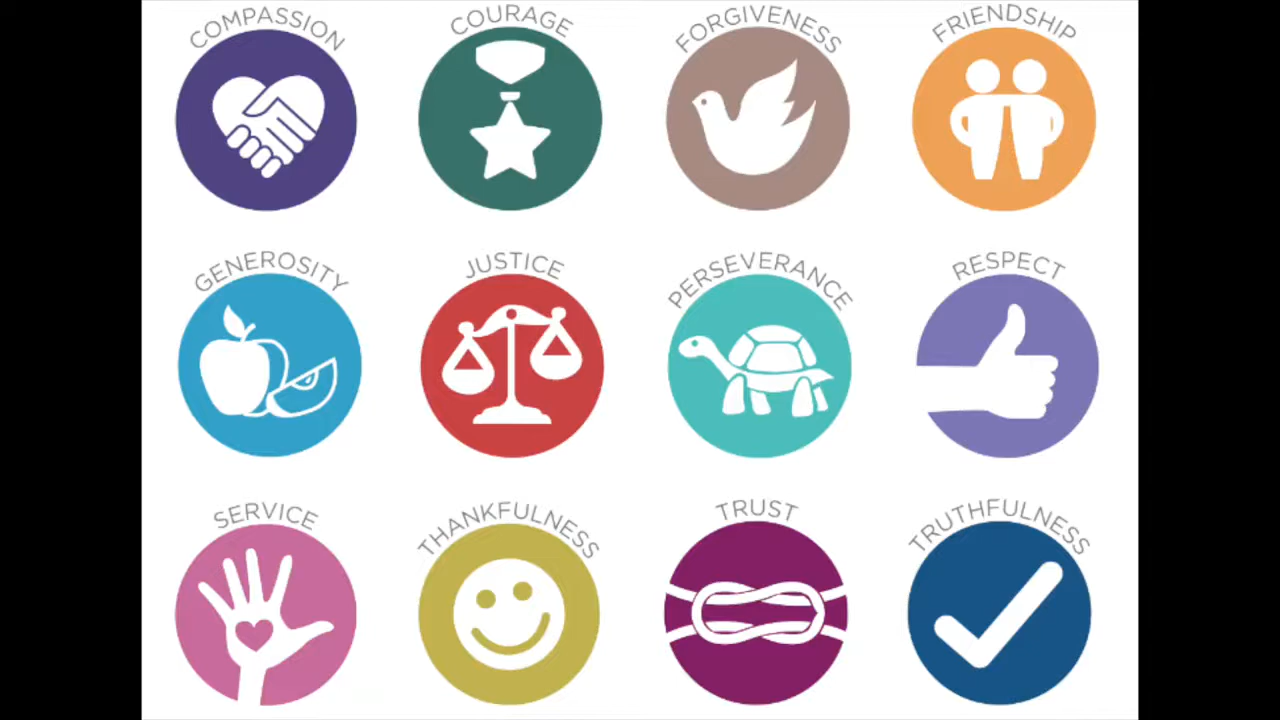 COMPASSION
COURAGE
FORGIVENESS
FRIENDSHIP
GENEROSITY
JUSTICE
PERSEVERANCE
RESPECT
SERVICE
THANKFULNESS
TRUST
TRUTHFULNESS